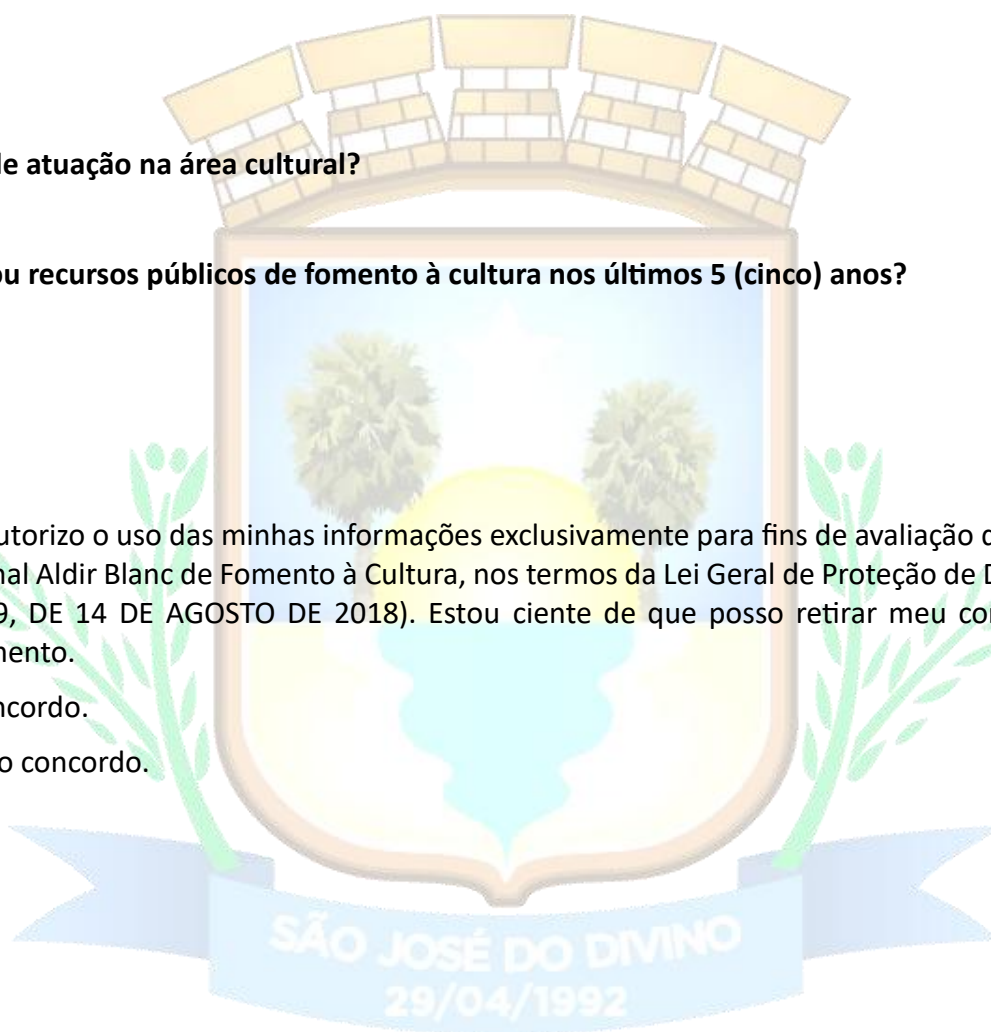 de atuação na área cultural?
ou recursos públicos de fomento à cultura nos últimos 5 (cinco) anos?
utorizo o uso das minhas informações exclusivamente para fins de avaliação
nal Aldir Blanc de Fomento à Cultura, nos termos da Lei Geral de Proteção de D
9, DE 14 DE AGOSTO DE 2018). Estou ciente de que posso retirar meu
mento.
ncordo.
o concordo.
SÃO JOSÉ DO DIVINO
29/04/1992